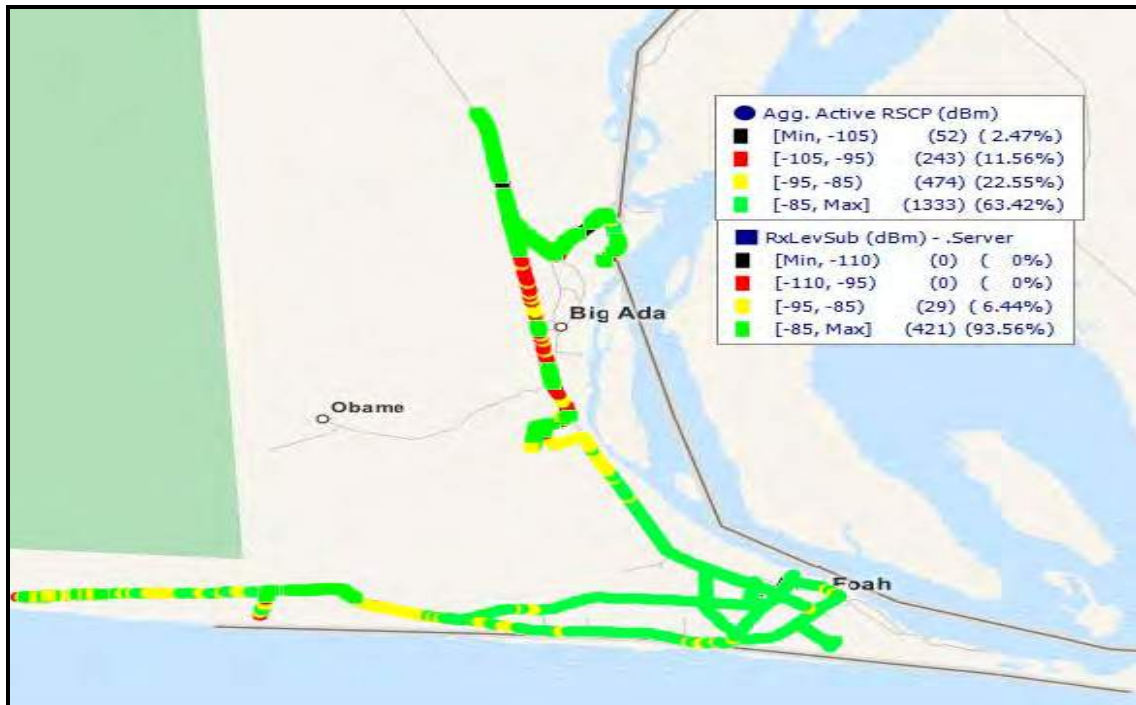 Agg. Active RSCP (dBm)
[Min, -105) (52) ( 2.47%)
[-105, -95) (243) (11.56%)
[-95, -85) (474) (22.55%)
[-85, Max] (1333) (63.42%)
RxLevSub (dBm) - .Server
[Min, -110) (0) ( 0%)
[-110, -95) (0) ( 0%)
[-95, -85) (29) ( 6.44%)
[-85, Max] (421) (93.56%)
Big Ada
Obame
Foah